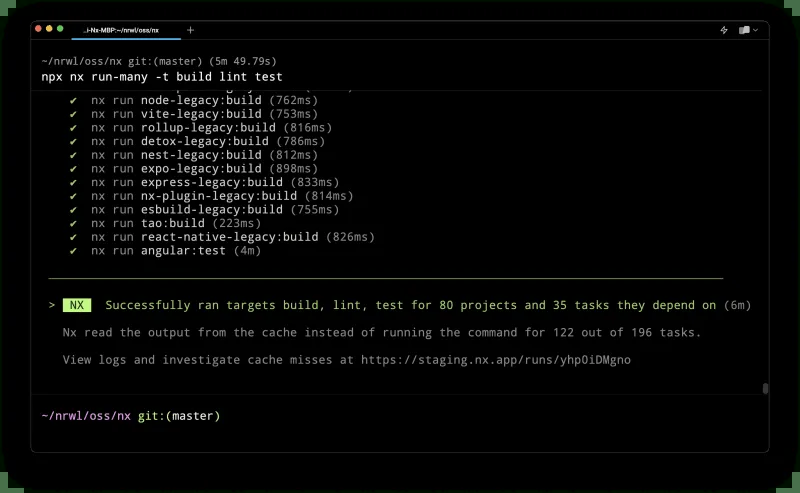 ..i-Nx-MBP:~/nrwl/oss/nx
~/nrwl/oss/nx git:(master) (5m 49.79s)
npx nx run-many -t build lint test
✔ nx run node-legacy:build (762ms)
✔ nx run vite-legacy:build (753ms)
✔ nx run rollup-legacy:build (816ms)
✔ nx run detox-legacy:build (786ms)
✔ nx run nest-legacy:build (812ms)
✔ nx run expo-legacy:build (898ms)
✔ nx run express-legacy:build (833ms)
✔ nx run nx-plugin-legacy:build (814ms)
✔ nx run esbuild-legacy:build (755ms)
✔ nx run tao:build (223ms)
✔ nx run react-native-legacy:build (826ms)
✔ nx run angular:test (4m)
> NX Successfully ran targets build, lint, test for 80 projects and 35 tasks they depend on (6m)
Nx read the output from the cache instead of running the command for 122 out of 196 tasks.
View logs and investigate cache misses at https://staging.nx.app/runs/yhp0iDMgno
~/nrwl/oss/nx git:(master)